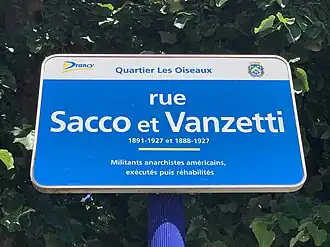 Drancy
Quartier Les Oiseaux
rue
Sacco et Vanzetti
1891-1927 et 1888-1927
Militants anarchistes américains,
exécutés puis réhabilités